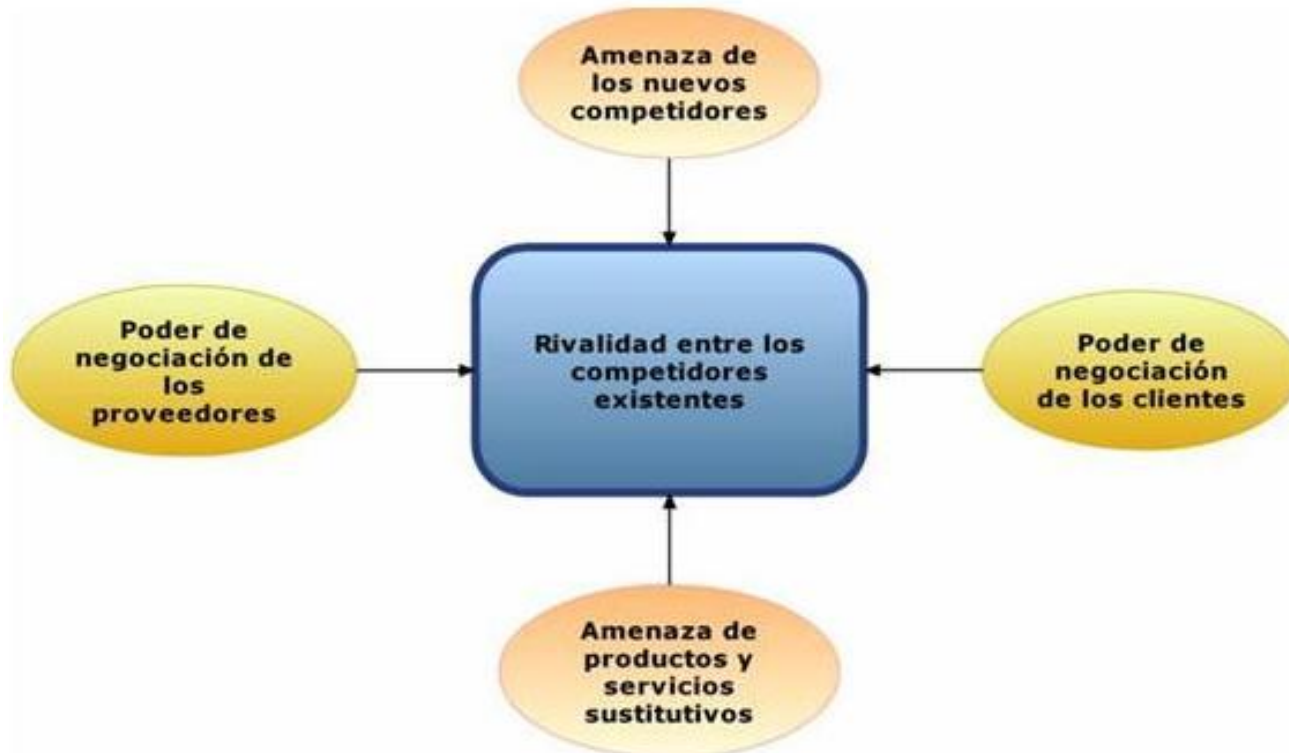 Amenaza de
los nuevos
competidores
Poder de
negociación de
los
proveedores
Rivalidad entre los
competidores
existentes
Poder de
negociación
de los clientes
Amenaza de
productos y
servicios
sustitutivos